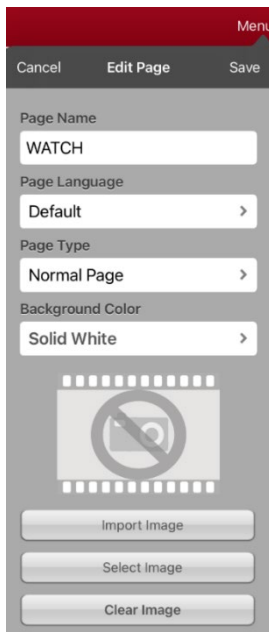 Menu
Cancel Edit Page Save
Page Name
WATCH
Page Language
Default
Page Type
Normal Page
Background Color
Solid White
Import Image
Select Image
Clear Image